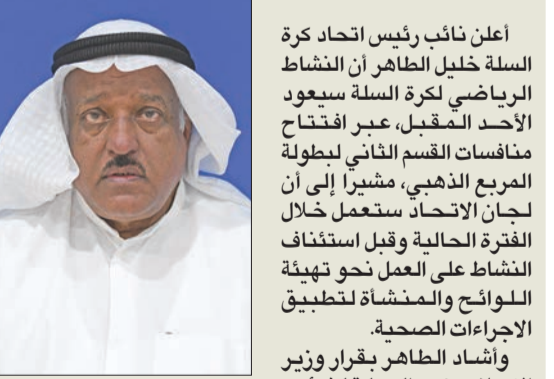 أعلن نائب رئيس اتحاد كرة
السلة خليل الطاهر أن النشاط
الرياضي لكرة السلة سيعود
الأحد المقبل، عبر افتتاح
منافسات القسم الثاني لبطولة
المربع الذهبي، مشيرا إلى أن
لجان الاتحاد ستعمل خلال
الفترة الحالية وقبل استئناف
النشاط على العمل نحو تهيئة
اللوائح والمنشأة لتطبيق
الاجراءات الصحية.
وأشاد الطاهر بقرار وزير